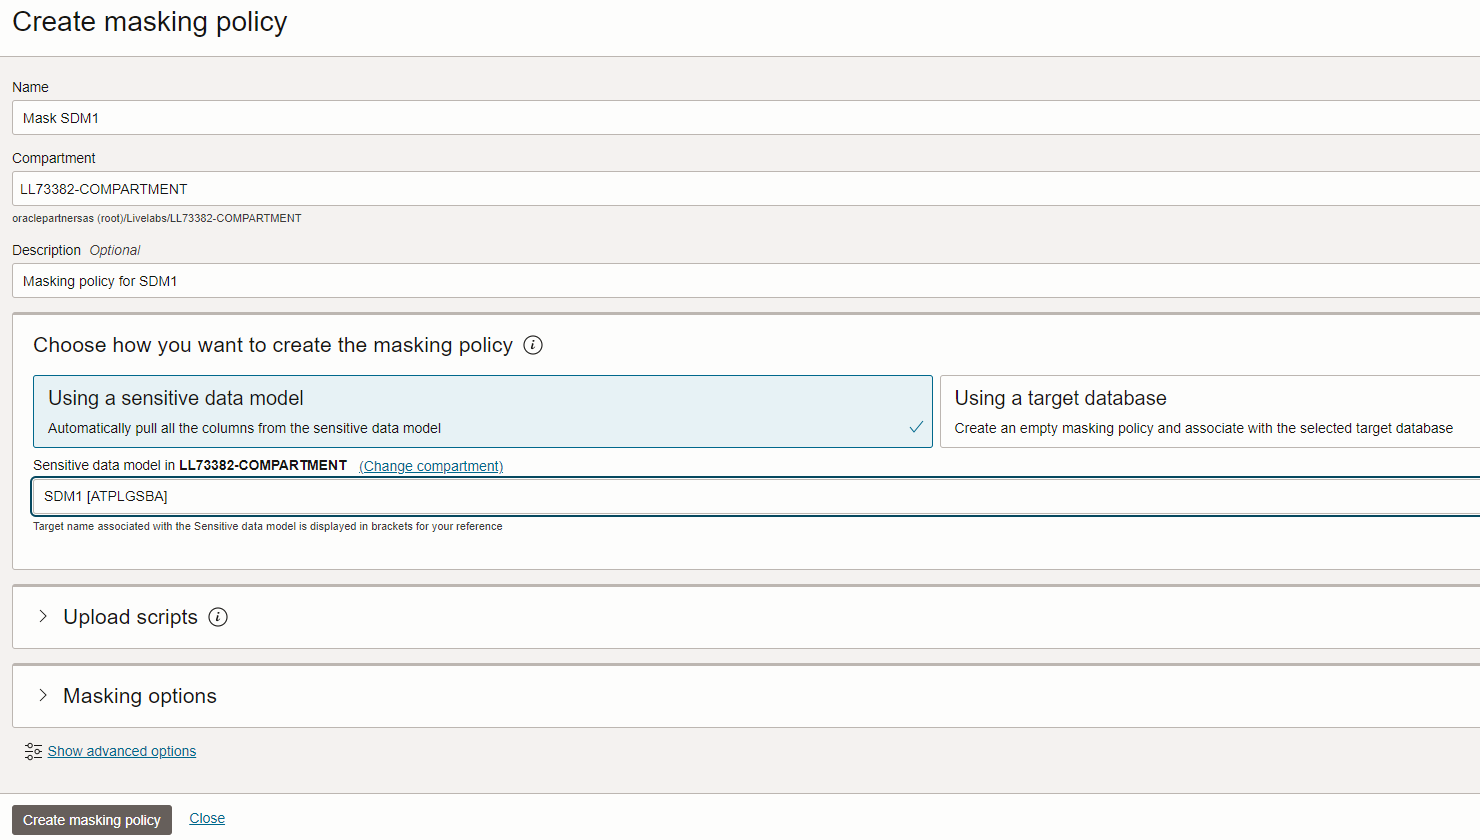 Create masking policy
Name
Mask SDM1
Compartment
LL73382-COMPARTMENT
oraclepartnersas (root)/Livelabs/LL73382-COMPARTMENT
Description Optional
Masking policy for SDM1
Choose how you want to create the masking policy
Using a sensitive data model
Automatically pull all the columns from the sensitive data model
Using a target database
Create an empty masking policy and associate with the selected target database
Sensitive data model in LL73382-COMPARTMENT (Change compartment)
SDM1 [ATPLGSBA]
Target name associated with the Sensitive data model is displayed in brackets for your reference
Upload scripts
Masking options
Show advanced options
Create masking policy Close